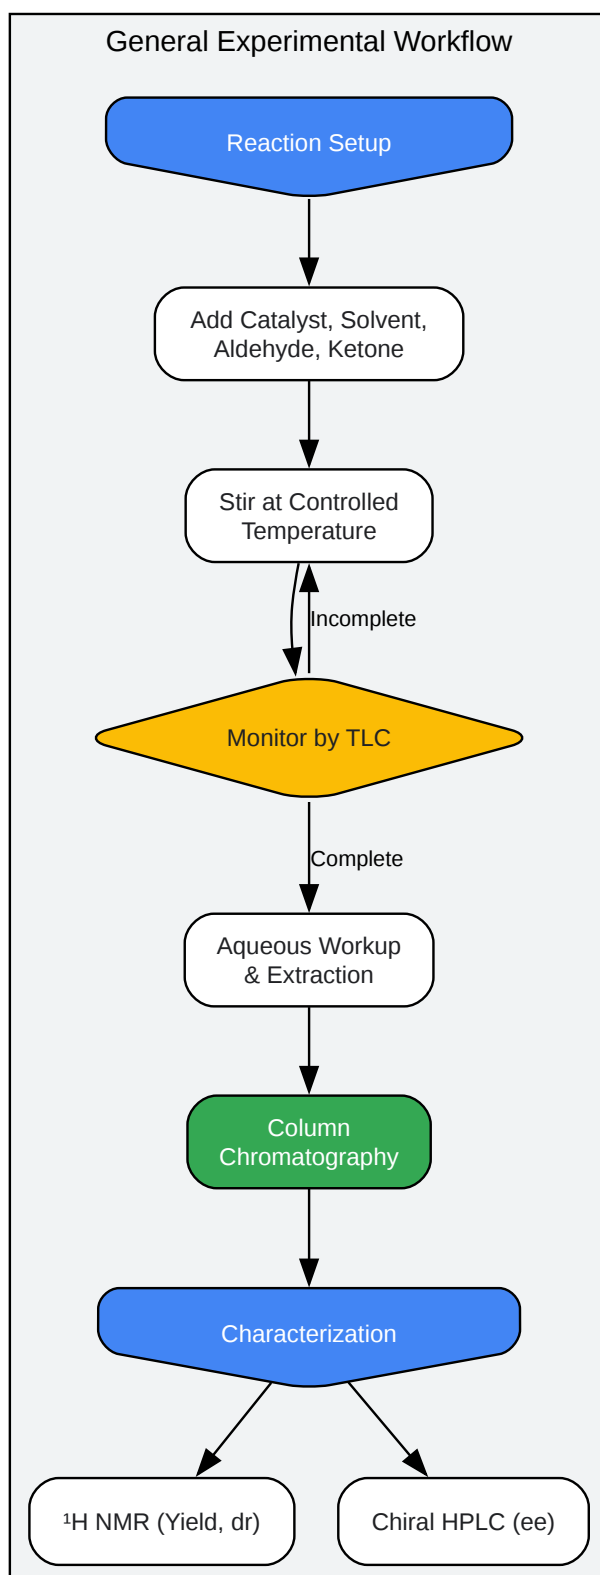 General Experimental Workflow
Reaction Setup
Add Catalyst, Solvent,
Aldehyde, Ketone
Stir at Controlled
Temperature
Incomplete
Monitor by TLC
Complete
Aqueous Workup
& Extraction
Column
Chromatography
Characterization
¹H NMR (Yield, dr)
Chiral HPLC (ee)